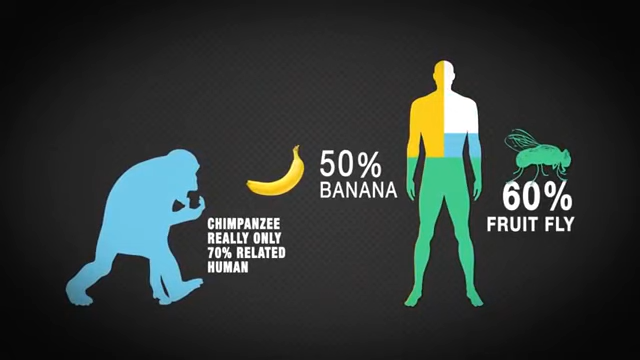 CHIMPANZEE
REALLY ONLY
70% RELATED
HUMAN
50%
BANANA
60%
FRUIT FLY